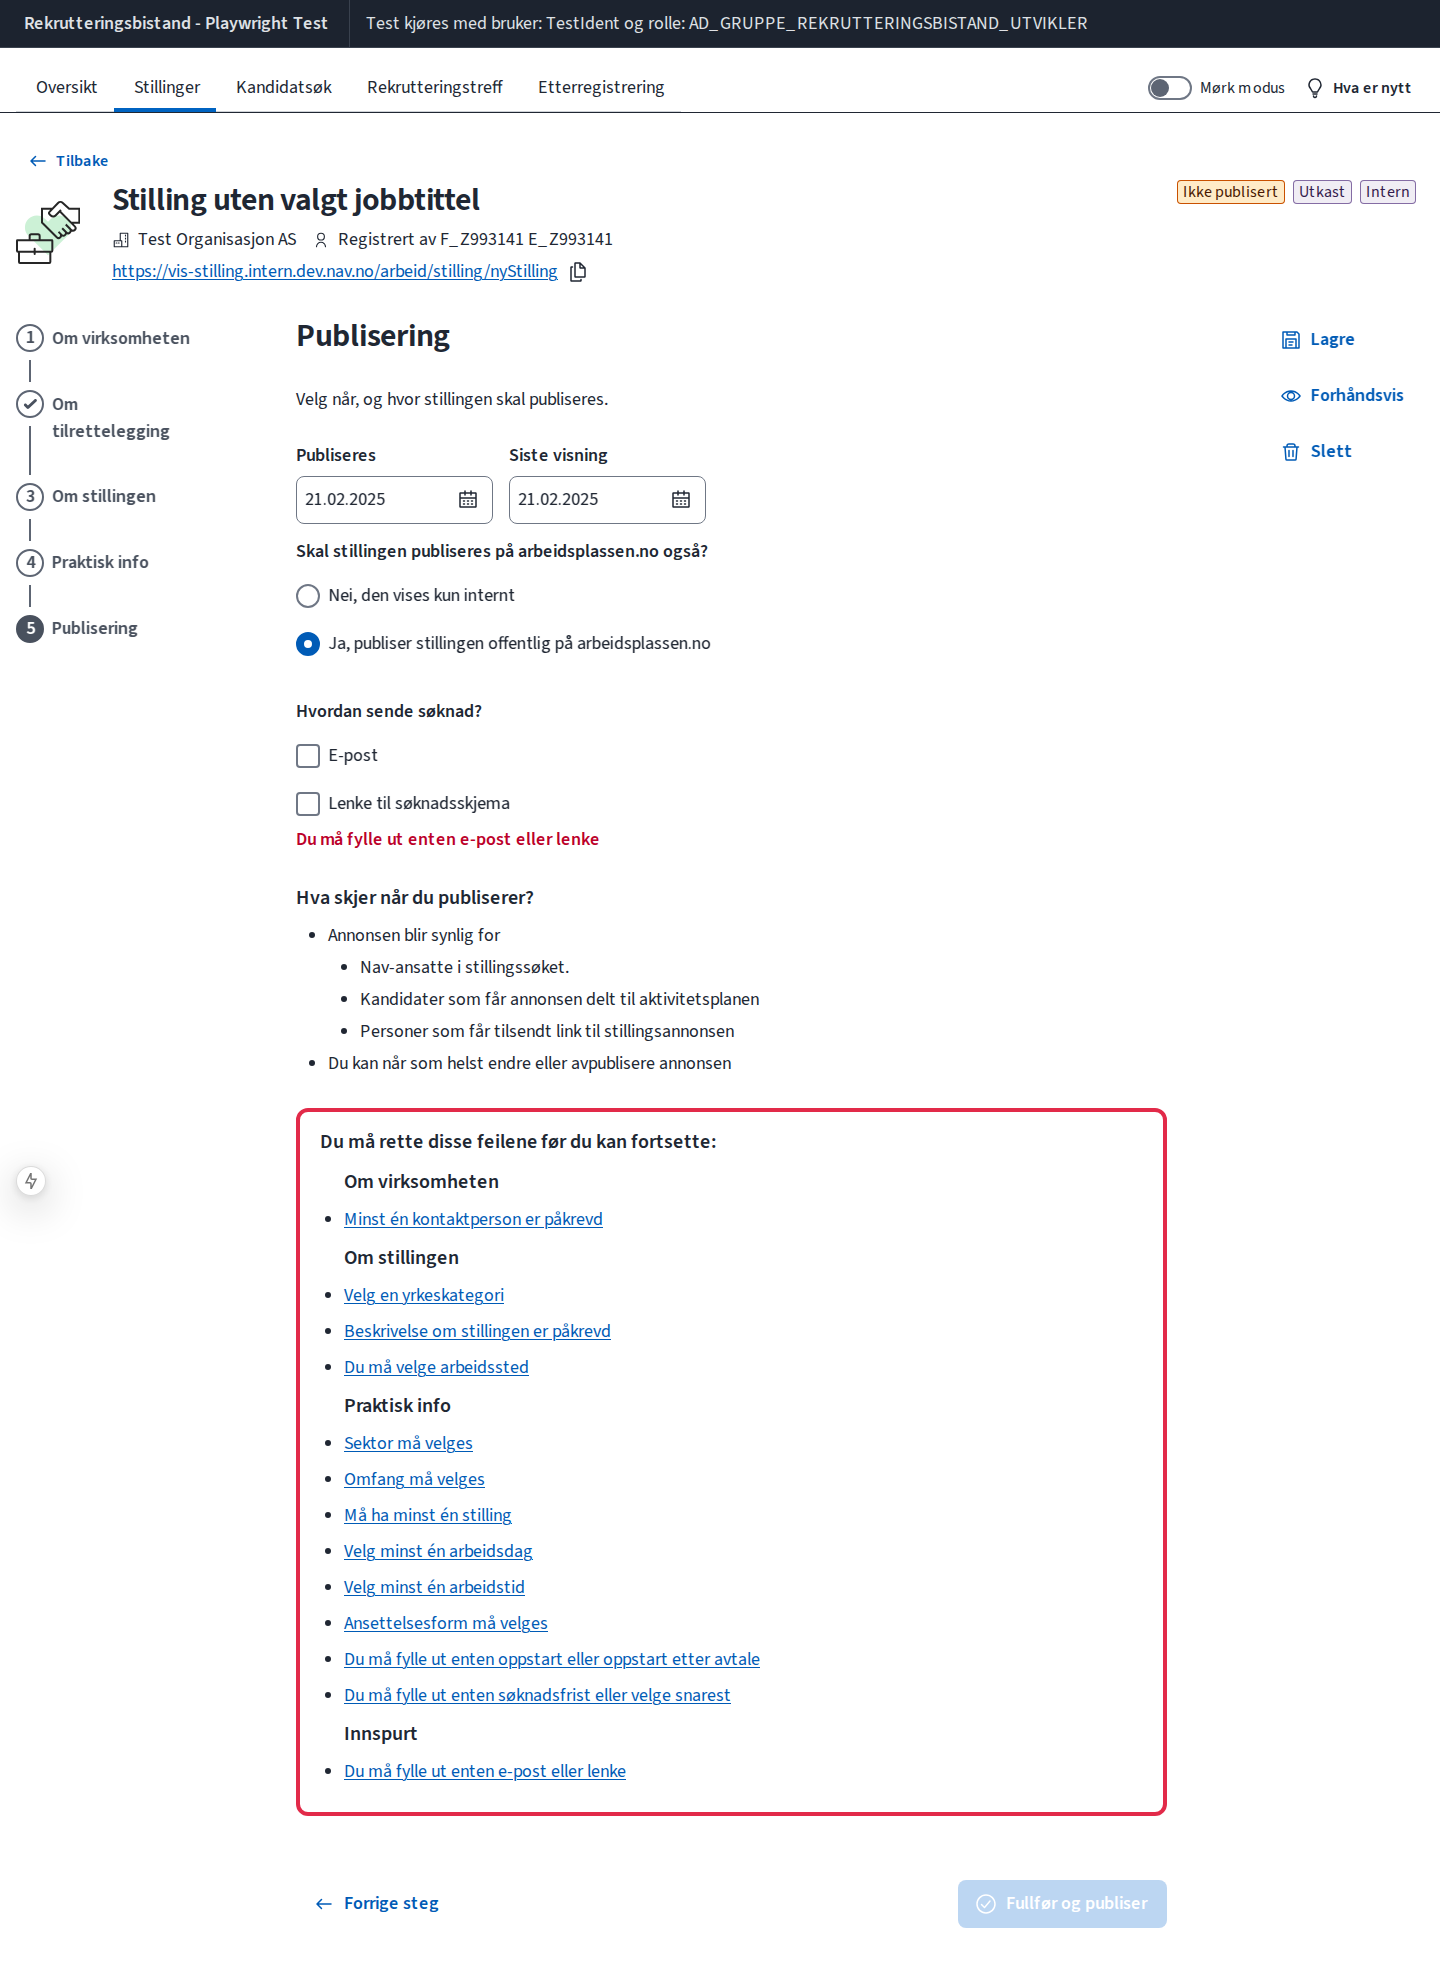 Rekrutteringsbistand - Playwright Test
Test kjøres med bruker: TestIdent og rolle: AD_GRUPPE_REKRUTTERINGSBISTAND_UTVIKLER
Oversikt
Stillinger
Kandidatsøk
Rekrutteringstreff
Etterregistrering
Mørk modus
Hva er nytt
Tilbake
Stilling uten valgt jobbtittel
Ikke publisert
Utkast
Intern
Test Organisasjon AS
Registrert av F_Z993141 E_Z993141
https://vis-stilling.intern.dev.nav.no/arbeid/stilling/nyStilling
1 Om virksomheten
Om
tilrettelegging
3 Om stillingen
4 Praktisk info
5 Publisering
Publisering
Velg når, og hvor stillingen skal publiseres.
Publiseres
Siste visning
21.02.2025
21.02.2025
Skal stillingen publiseres på arbeidsplassen.no også?
Nei, den vises kun internt
Ja, publiser stillingen offentlig på arbeidsplassen.no
Hvordan sende søknad?
E-post
Lenke til søknadsskjema
Du må fylle ut enten e-post eller lenke
Hva skjer når du publiserer?
Annonsen blir synlig for
Nav-ansatte i stillingssøket.
Kandidater som får annonsen delt til aktivitetsplanen
Personer som får tilsendt link til stillingsannonsen
Du kan når som helst endre eller avpublisere annonsen
Du må rette disse feilene før du kan fortsette:
Om virksomheten
Minst én kontaktperson er påkrevd
Om stillingen
Velg en yrkeskategori
Beskrivelse om stillingen er påkrevd
Du må velge arbeidssted
Praktisk info
Sektor må velges
Omfang må velges
Må ha minst én stilling
Velg minst én arbeidsdag
Velg minst én arbeidstid
Ansettelsesform må velges
Du må fylle ut enten oppstart eller oppstart etter avtale
Du må fylle ut enten søknadsfrist eller velge snarest
Innspurt
Du må fylle ut enten e-post eller lenke
Forrige steg
Fullfør og publiser
Lagre
Forhåndsvis
Slett